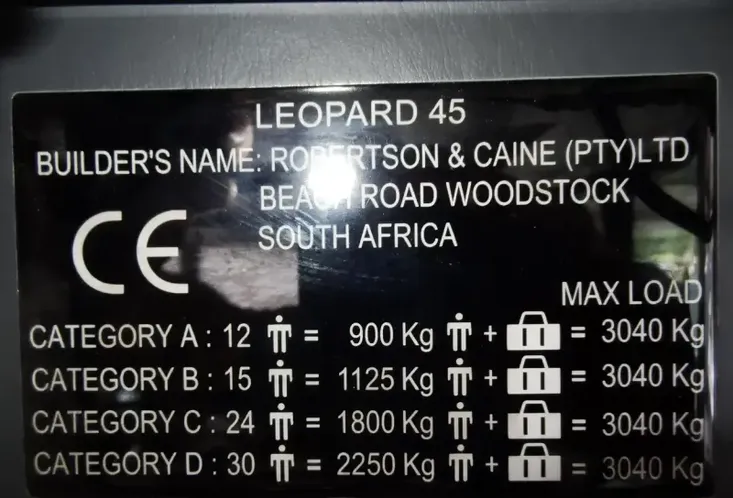 LEOPARD 45
BUILDER'S NAME: ROBERTSON & CAINE (PTY)LTD
BEACH ROAD WOODSTOCK
SOUTH AFRICA
CE
MAX LOAD
CATEGORY A : 12 = 900 Kg + = 3040 Kg
CATEGORY B : 15 = 1125 Kg + = 3040 Kg
CATEGORY C : 24 = 1800 Kg + = 3040 Kg
CATEGORY D : 30 = 2250 Kg + = 3040 Kg